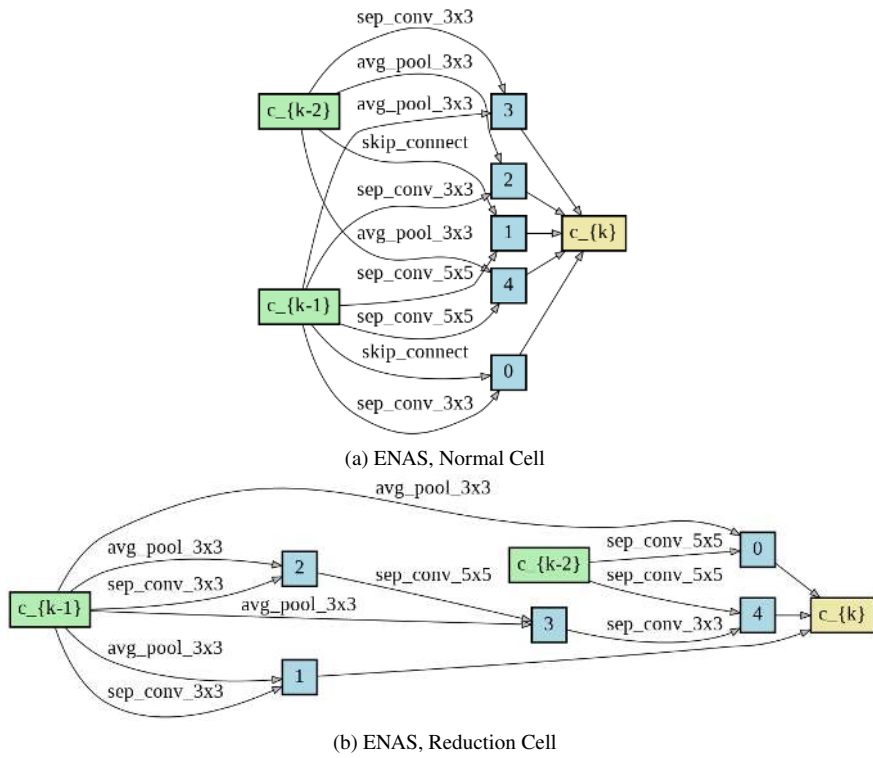 sep_conv_3x3
avg_pool_3x3
c_{k-2}
avg_pool_3x3
3
skip_connect
2
sep_conv_3x3
1
c_{k}
avg_pool_3x3
sep_conv_5x5
4
c_{k-1}
sep_conv_5x5
skip_connect
0
sep_conv_3x3
(a) ENAS, Normal Cell
avg_pool_3x3
avg_pool_3x3
sep_conv_5x5
0
2
c_{k-2}
sep_conv_3x3
sep_conv_5x5
sep_conv_5x5
c_{k-1}
avg_pool_3x3
3
sep_conv_3x3
4
c_{k}
avg_pool_3x3
1
sep_conv_3x3
(b) ENAS, Reduction Cell